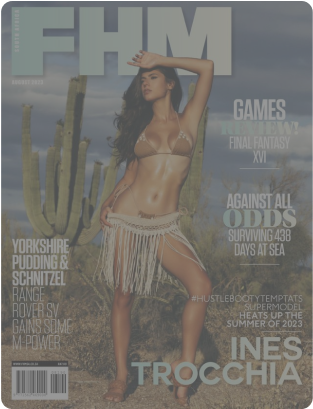 FHM
GAMES
REVIEW!
FINAL FANTASY
XVI
AGAINST ALL
ODDS
SURVIVING 438
DAYS AT SEA
YORKSHIRE
PUDDING &
SCHNITZEL
RANGE
ROVER SV
GAINS SOME
M-POWER
#HUSTLEBOOTYTEMPTATS
SUPERMODEL
HEATS UP THE
SUMMER OF 2023
INES
TROCCHIA